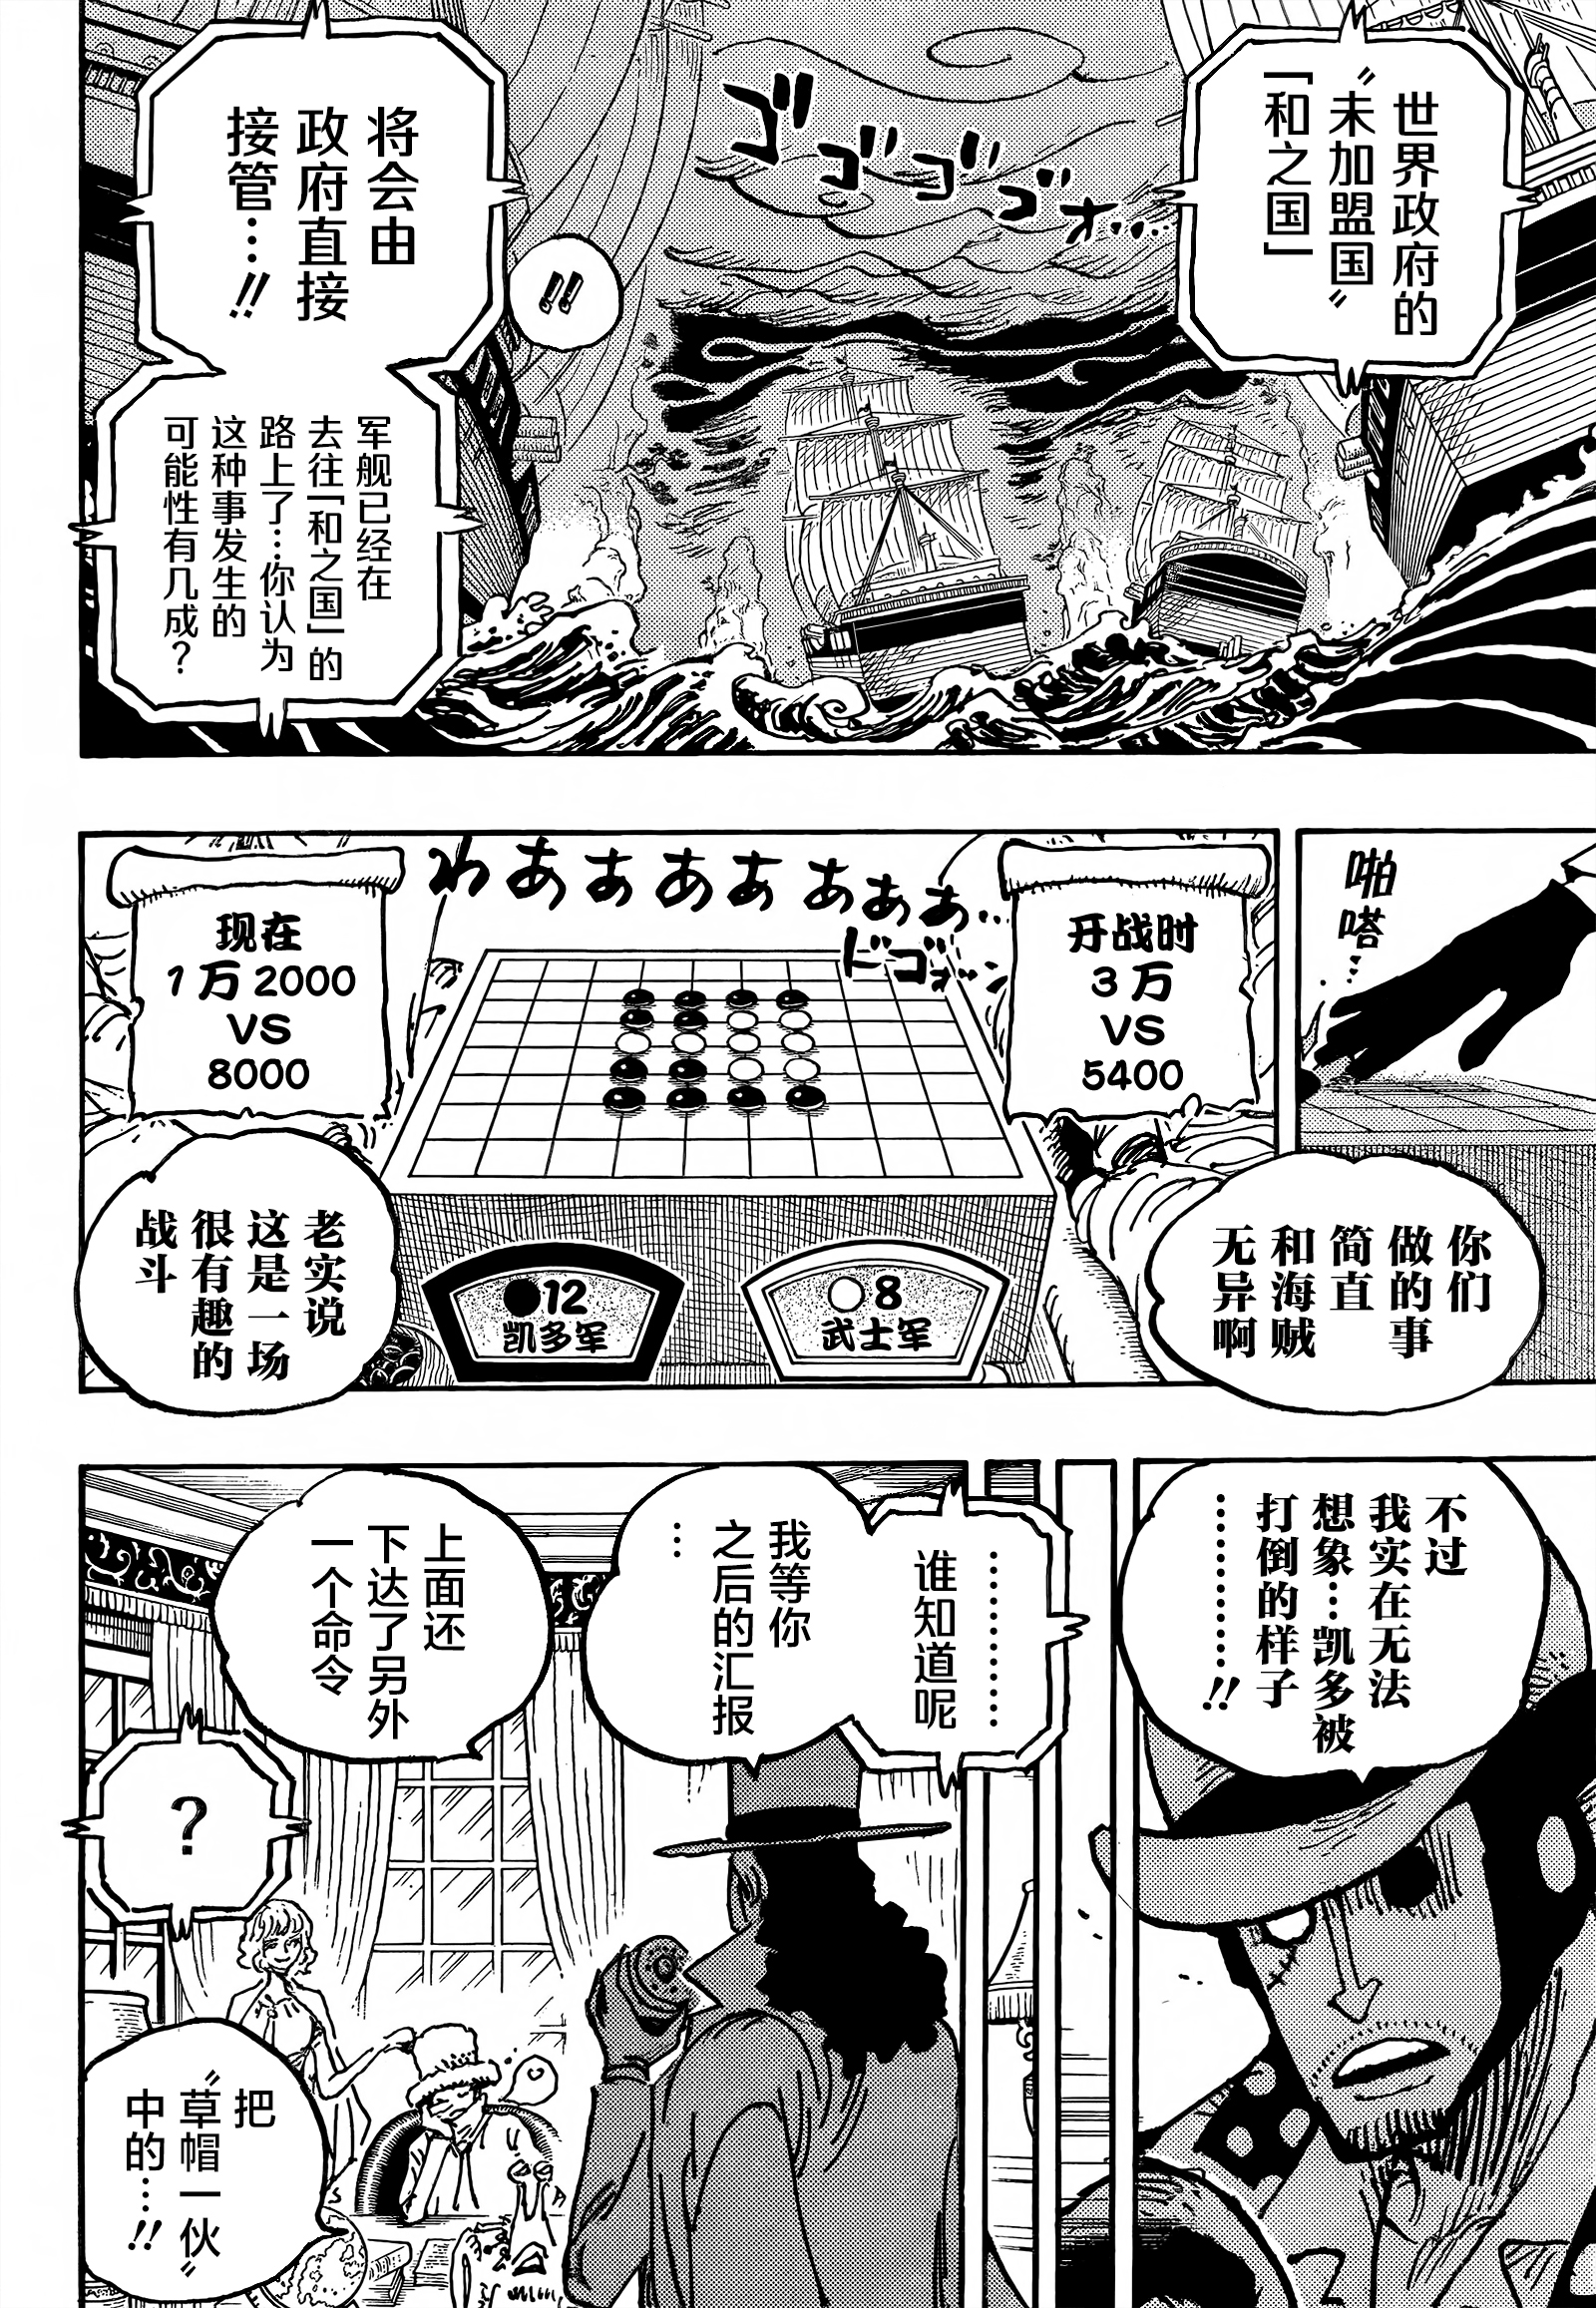 世界政府的
“未加盟国”
「和之国」
ゴゴゴゴォ……
!!
将会由
政府直接
接管…!!
军舰已经在
去往「和之国」的
路上了…你认为
这种事发生的
可能性有几成？
啪嗒…
你们
做的事
简直
和海贼
无异啊
开战时
3万
VS
5400
わあああああああ…
ドゴォッン
现在
1万2000
VS
8000
●12
凯多军
○8
武士军
老实说
这是一场
很有趣的
战斗
不过
我实在无法
想象…凯多被
打倒的样子
…………!!
…………
谁知道呢
我等你
之后的汇报
…
上面还
下达了另外
一个命令
？
把
“草帽一伙”
中的…!!